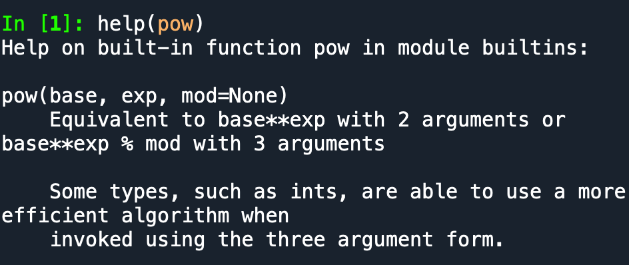 In [1]: help(pow)
Help on built-in function pow in module builtins:

pow(base, exp, mod=None)
    Equivalent to base**exp with 2 arguments or
base**exp % mod with 3 arguments

    Some types, such as ints, are able to use a more
efficient algorithm when
    invoked using the three argument form.